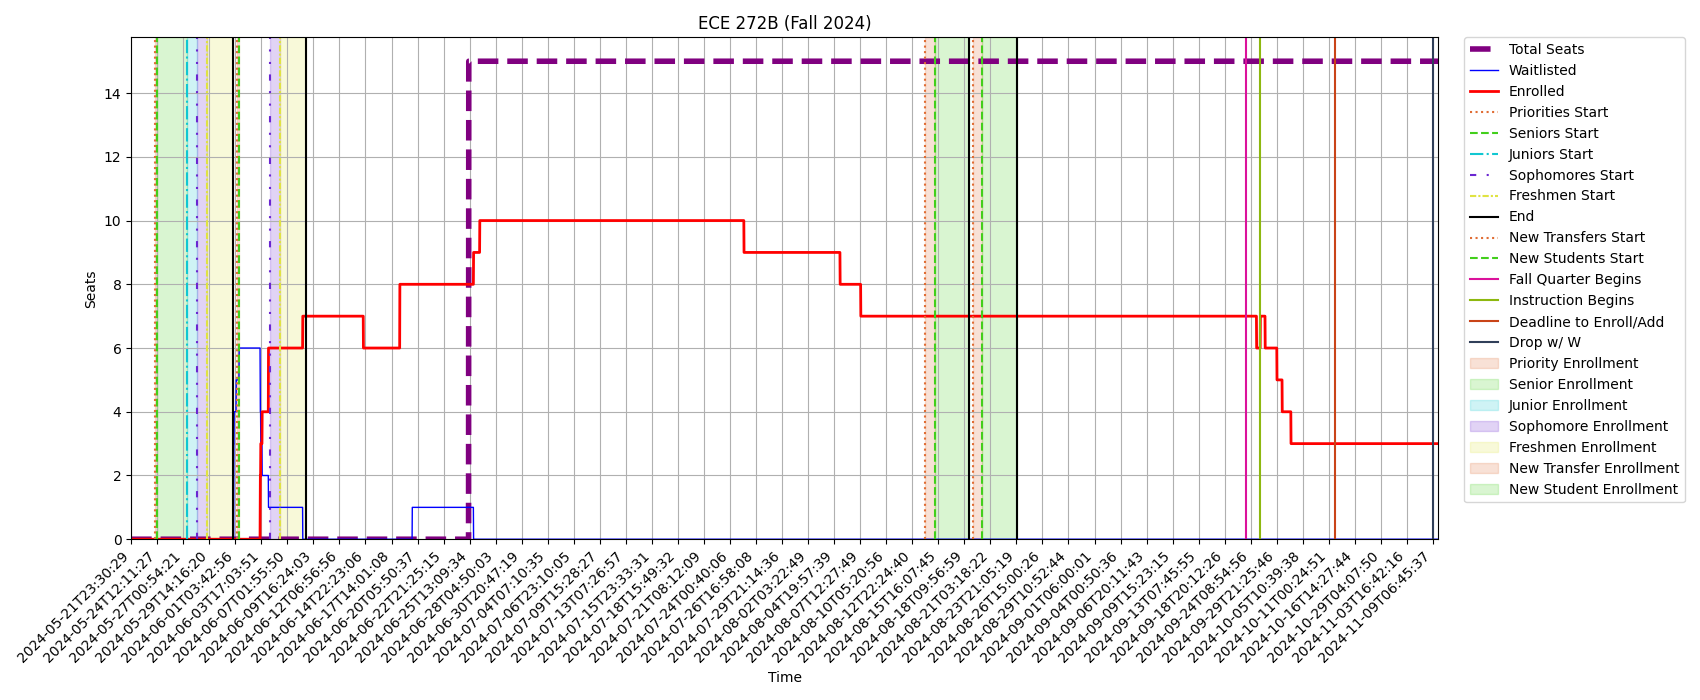 ECE 272B (Fall 2024)
Seats
14
12
10
8
6
4
2
0
2024-05-21T23:30:29
2024-05-24T12:11:27
2024-05-27T00:54:21
2024-05-29T14:16:20
2024-06-01T03:42:56
2024-06-03T17:03:51
2024-06-07T01:55:50
2024-06-09T16:24:03
2024-06-12T06:56:56
2024-06-14T22:23:06
2024-06-17T14:01:08
2024-06-20T05:50:37
2024-06-22T21:25:15
2024-06-25T13:09:34
2024-06-28T04:50:03
2024-06-30T20:47:19
2024-07-04T07:10:35
2024-07-06T23:10:05
2024-07-09T15:28:27
2024-07-13T07:26:57
2024-07-15T23:33:31
2024-07-18T15:49:32
2024-07-21T08:12:09
2024-07-24T00:40:06
2024-07-26T16:58:08
2024-07-29T21:14:36
2024-08-02T03:22:49
2024-08-04T19:57:39
2024-08-07T12:27:49
2024-08-10T05:20:56
2024-08-12T22:24:40
2024-08-15T16:07:45
2024-08-18T09:56:59
2024-08-21T03:18:22
2024-08-23T21:05:19
2024-08-26T15:00:26
2024-08-29T10:52:44
2024-09-01T06:00:01
2024-09-04T00:50:36
2024-09-06T20:11:43
2024-09-10T15:23:15
2024-09-13T07:45:55
2024-09-18T20:12:26
2024-09-24T08:54:56
2024-09-29T21:25:46
2024-10-05T10:39:38
2024-10-11T00:24:51
2024-10-16T14:27:44
2024-10-29T04:07:50
2024-11-03T16:42:16
2024-11-09T06:45:37
Time
Total Seats
Waitlisted
Enrolled
Priorities Start
Seniors Start
Juniors Start
Sophomores Start
Freshmen Start
End
New Transfers Start
New Students Start
Fall Quarter Begins
Instruction Begins
Deadline to Enroll/Add
Drop w/ W
Priority Enrollment
Senior Enrollment
Junior Enrollment
Sophomore Enrollment
Freshmen Enrollment
New Transfer Enrollment
New Student Enrollment